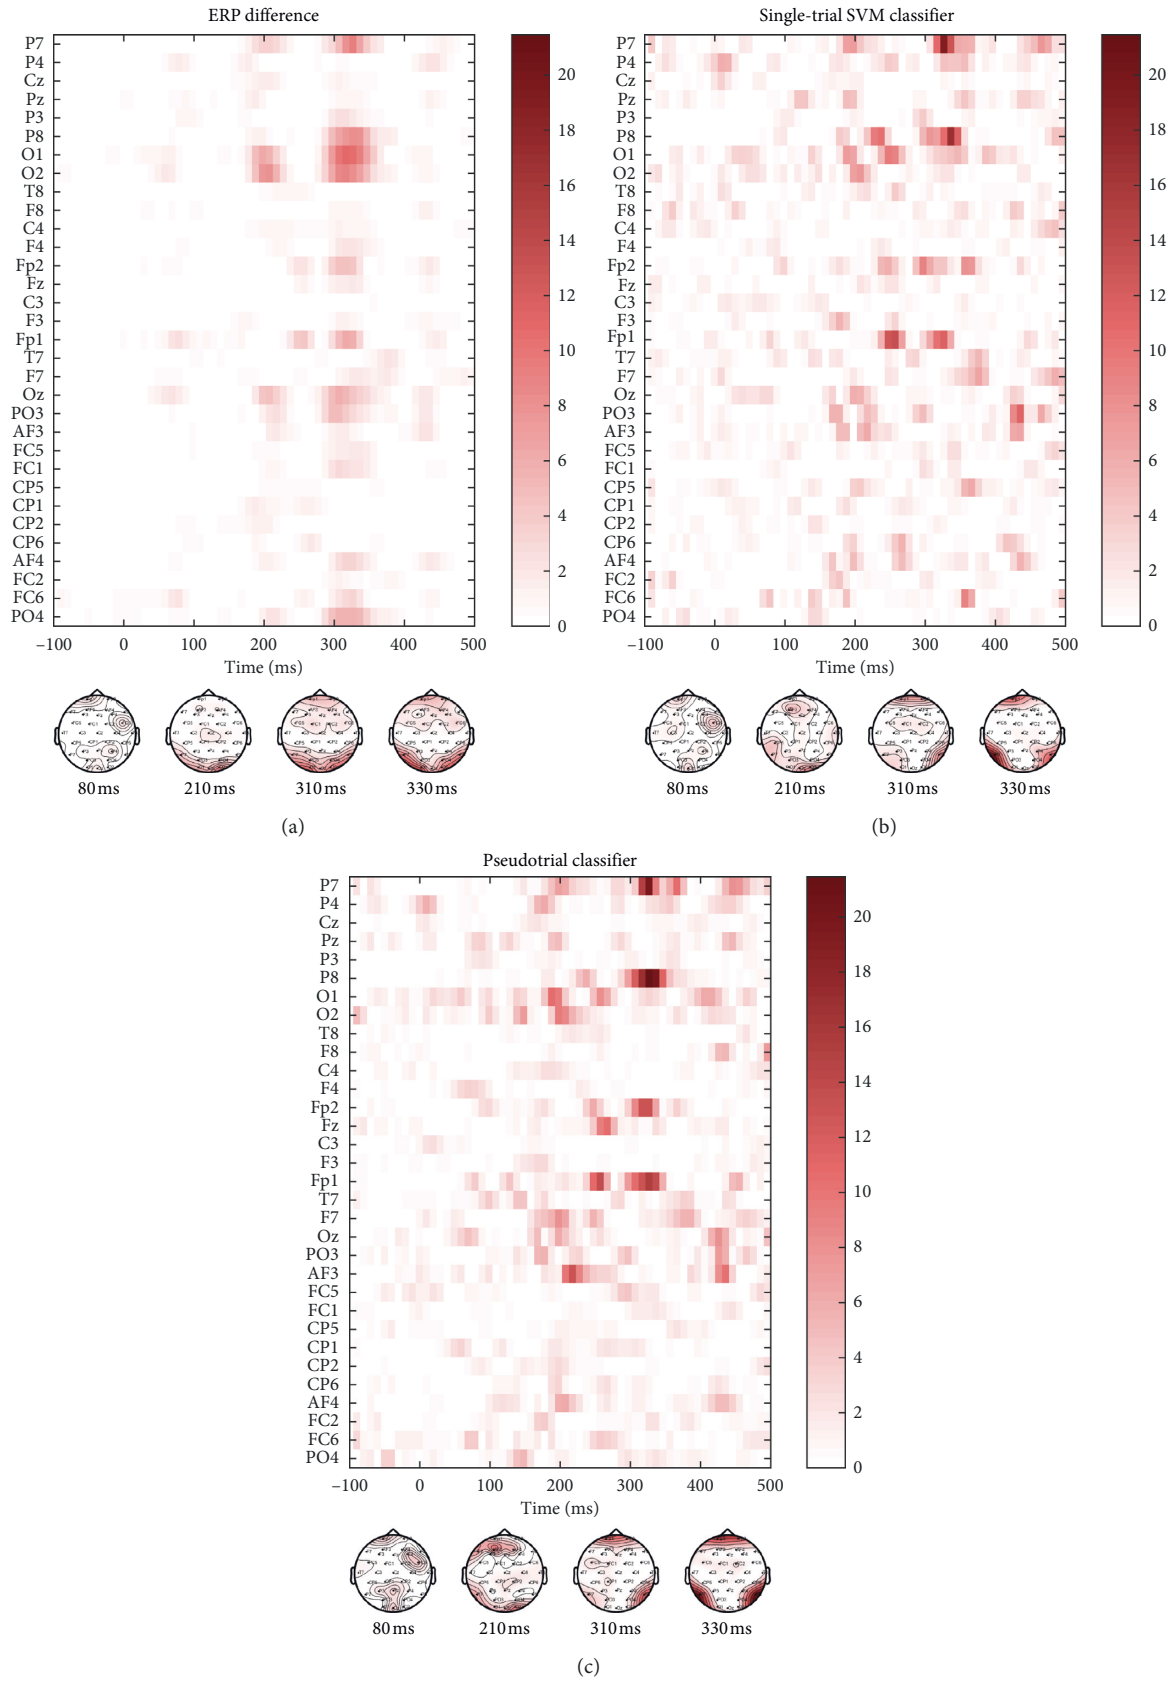 ERP difference
P7
P4
Cz
Pz
P3
P8
O1
O2
T8
F8
C4
F4
Fp2
Fz
C3
F3
Fp1
T7
F7
Oz
PO3
AF3
FC5
FC1
CP5
CP1
CP2
CP6
AF4
FC2
FC6
PO4
−100 0 100 200 300 400 500
Time (ms)
20
18
16
14
12
10
8
6
4
2
0
80 ms 210 ms 310 ms 330 ms
(a)
Single-trial SVM classifier
P7
P4
Cz
Pz
P3
P8
O1
O2
T8
F8
C4
F4
Fp2
Fz
C3
F3
Fp1
T7
F7
Oz
PO3
AF3
FC5
FC1
CP5
CP1
CP2
CP6
AF4
FC2
FC6
PO4
−100 0 100 200 300 400 500
Time (ms)
20
18
16
14
12
10
8
6
4
2
0
80 ms 210 ms 310 ms 330 ms
(b)
Pseudotrial classifier
P7
P4
Cz
Pz
P3
P8
O1
O2
T8
F8
C4
F4
Fp2
Fz
C3
F3
Fp1
T7
F7
Oz
PO3
AF3
FC5
FC1
CP5
CP1
CP2
CP6
AF4
FC2
FC6
PO4
−100 0 100 200 300 400 500
Time (ms)
20
18
16
14
12
10
8
6
4
2
0
80 ms 210 ms 310 ms 330 ms
(c)